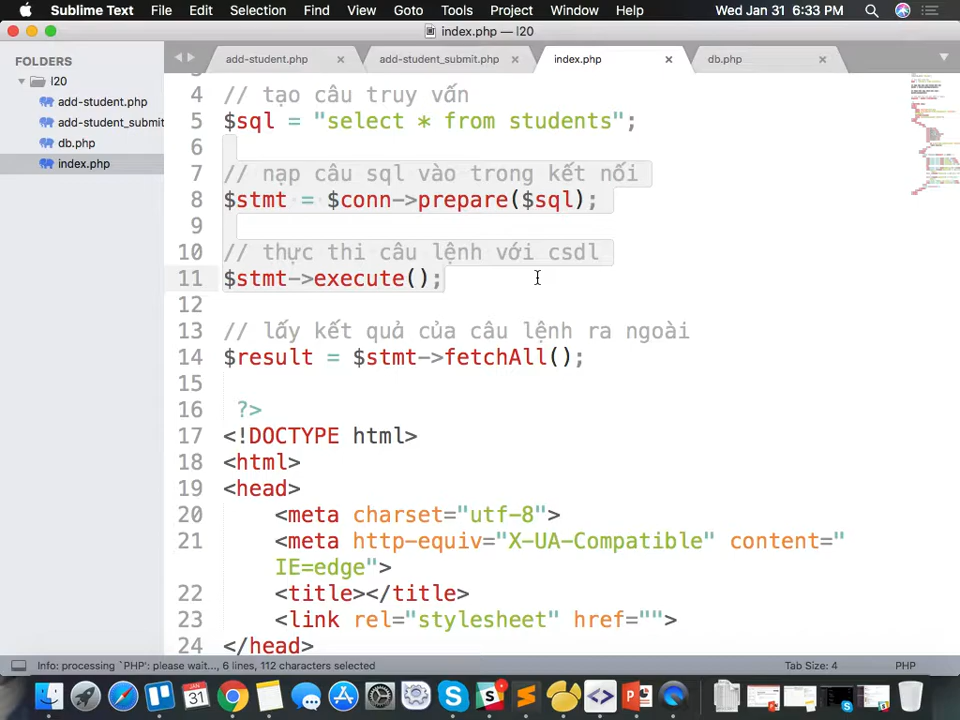 Sublime Text File Edit Selection Find View Goto Tools Project Window Help Wed Jan 31 6:33 PM
index.php — l20
FOLDERS
l20
add-student.php
add-student_submit
db.php
index.php
add-student.php
add-student_submit.php
index.php
db.php
4 // tạo câu truy vấn
5 $sql = "select * from students";
6
7 // nạp câu sql vào trong kết nối
8 $stmt = $conn->prepare($sql);
9
10 // thực thi câu lệnh với csdl
11 $stmt->execute();
12
13 // lấy kết quả của câu lệnh ra ngoài
14 $result = $stmt->fetchAll();
15
16 ?>
17 <!DOCTYPE html>
18 <html>
19 <head>
20 <meta charset="utf-8">
21 <meta http-equiv="X-UA-Compatible" content="
IE=edge">
22 <title></title>
23 <link rel="stylesheet" href="">
24 </head>
Info: processing `PHP': please wait..., 6 lines, 112 characters selected
Tab Size: 4
PHP
JAN
31